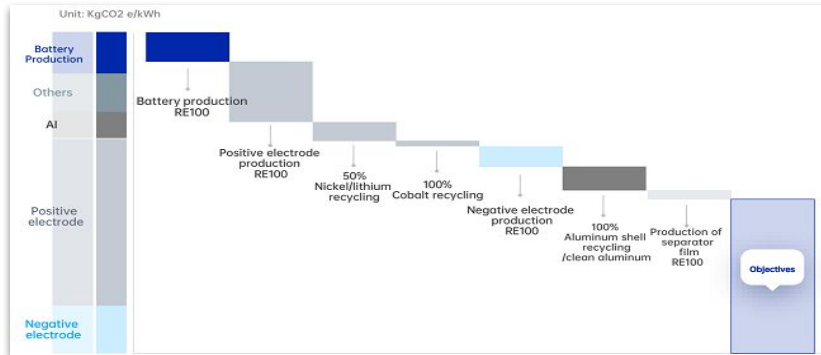 Unit: KgCO2 e/kWh
Battery
Production
Others
Al
Positive
electrode
Negative
electrode
Battery production
RE100
Positive electrode
production
RE100
50%
Nickel/lithium
recycling
100%
Cobalt recycling
Negative electrode
production
RE100
100%
Aluminum shell
recycling
/clean aluminum
Production of
separator
film
RE100
Objectives